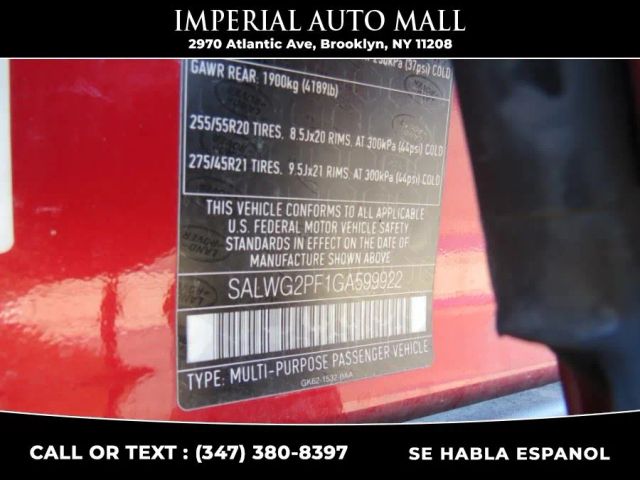 IMPERIAL AUTO MALL
2970 Atlantic Ave, Brooklyn, NY 11208
250kPa (37psi) COLD
GAWR REAR: 1900kg (4189lb)
255/55R20 TIRES, 8.5Jx20 RIMS, AT 300kPa (44psi) COLD
275/45R21 TIRES, 9.5Jx21 RIMS, AT 300kPa (44psi) COLD
THIS VEHICLE CONFORMS TO ALL APPLICABLE
U.S. FEDERAL MOTOR VEHICLE SAFETY
STANDARDS IN EFFECT ON THE DATE OF
MANUFACTURE SHOWN ABOVE
SALWG2PF1GA599922
TYPE: MULTI-PURPOSE PASSENGER VEHICLE
CALL OR TEXT : (347) 380-8397
SE HABLA ESPANOL